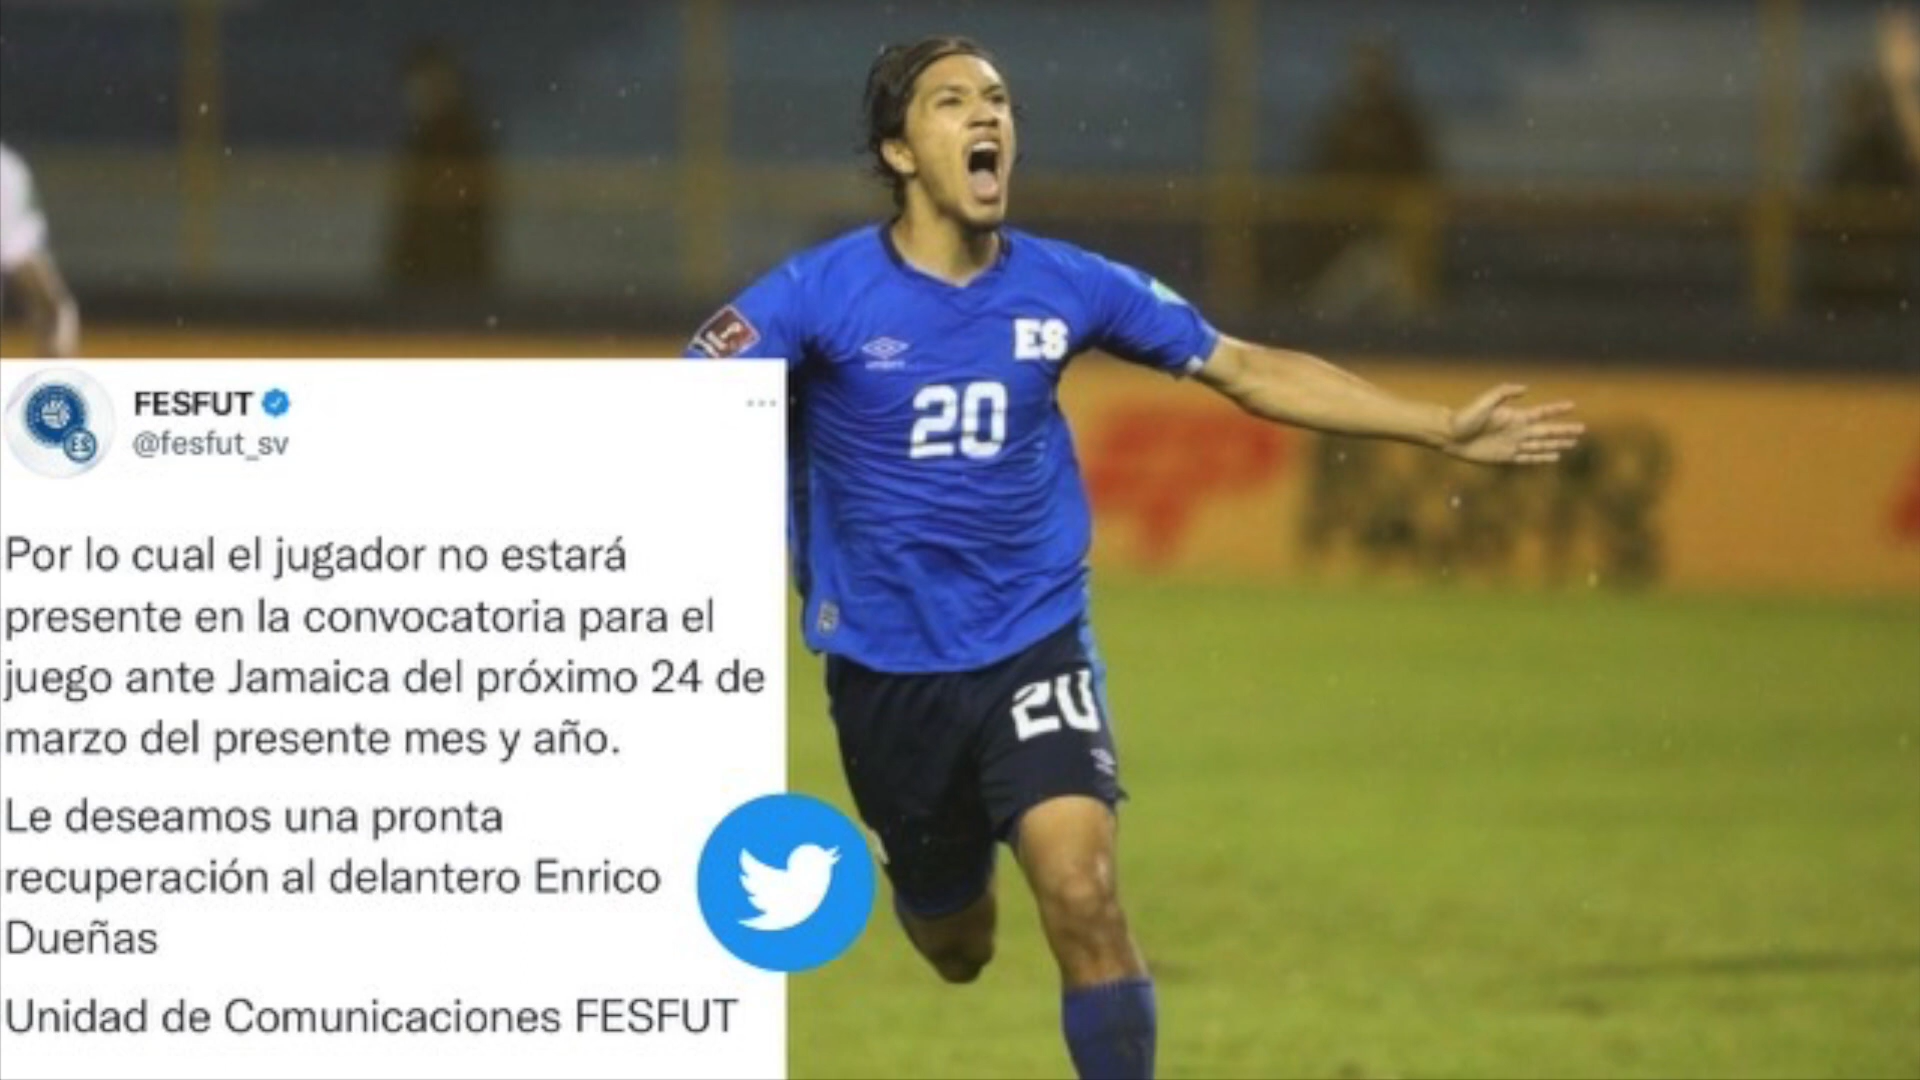 FESFUT
@fesfut_sv
Por lo cual el jugador no estará
presente en la convocatoria para el
juego ante Jamaica del próximo 24 de
marzo del presente mes y año.
Le deseamos una pronta
recuperación al delantero Enrico
Dueñas
Unidad de Comunicaciones FESFUT
ES
ES
20
20
umbro